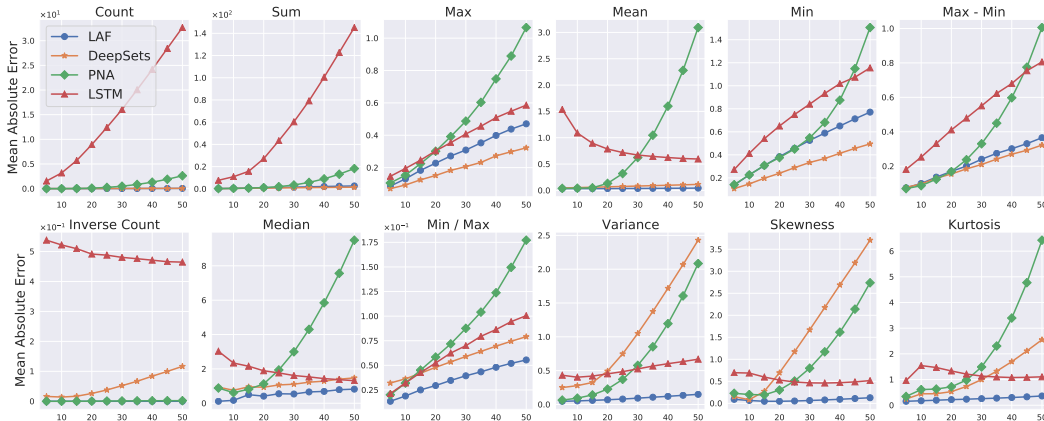 Count
Sum
Max
Mean
Min
Max - Min
×10¹
×10²
Mean Absolute Error
LAF
DeepSets
PNA
LSTM
3.0
2.5
2.0
1.5
1.0
0.5
0.0
1.4
1.2
1.0
0.8
0.6
0.4
0.2
0.0
1.0
0.8
0.6
0.4
0.2
3.0
2.5
2.0
1.5
1.0
0.5
0.0
1.4
1.2
1.0
0.8
0.6
0.4
0.2
1.0
0.8
0.6
0.4
0.2
10 20 30 40 50
10 20 30 40 50
10 20 30 40 50
10 20 30 40 50
10 20 30 40 50
10 20 30 40 50
Inverse Count
Median
Min / Max
Variance
Skewness
Kurtosis
×10⁻¹
×10⁻¹
Mean Absolute Error
5
4
3
2
1
0
8
6
4
2
0
1.75
1.50
1.25
1.00
0.75
0.50
0.25
2.5
2.0
1.5
1.0
0.5
0.0
3.5
3.0
2.5
2.0
1.5
1.0
0.5
0.0
6
5
4
3
2
1
0
10 20 30 40 50
10 20 30 40 50
10 20 30 40 50
10 20 30 40 50
10 20 30 40 50
10 20 30 40 50